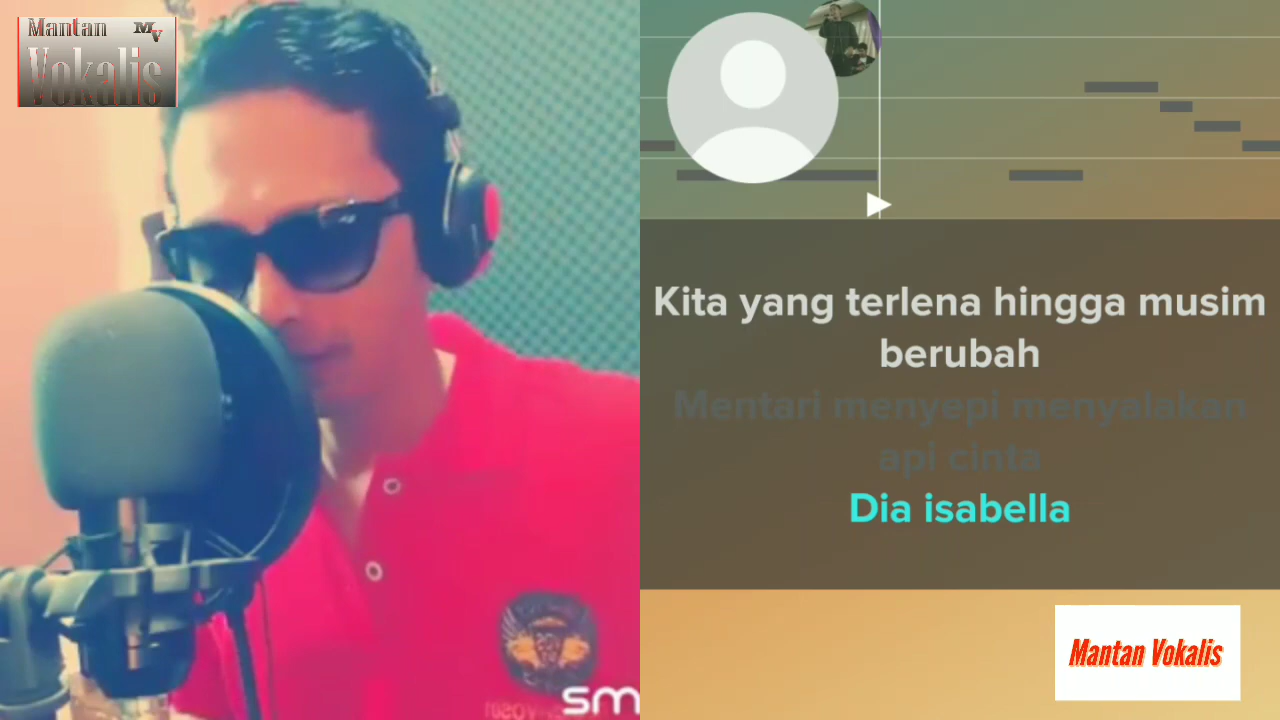 Mantan MV
Vokalis
Kita yang terlena hingga musim
berubah
Mentari menyepi menyalakan
api cinta
Dia isabella
sm
Mantan Vokalis